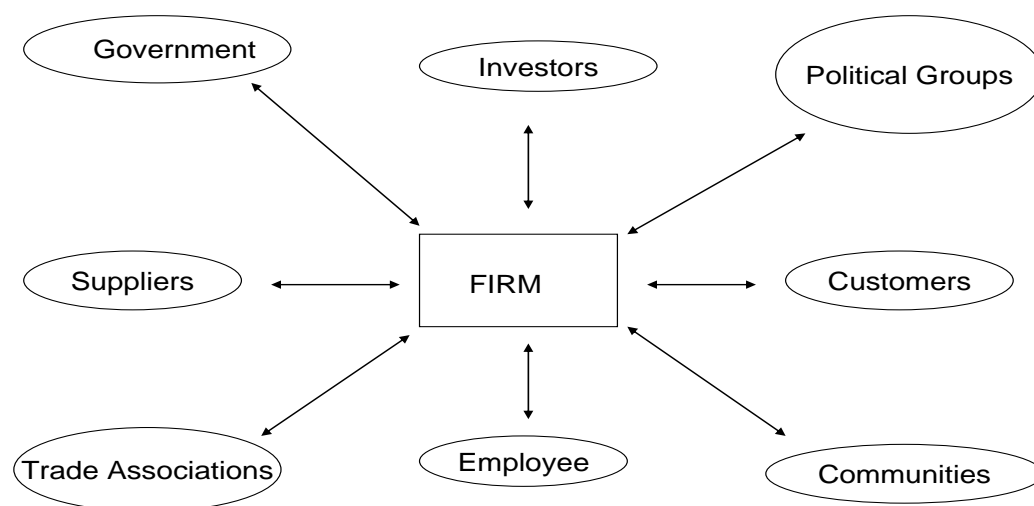 Government
Investors
Political Groups
Suppliers
FIRM
Customers
Trade Associations
Employee
Communities